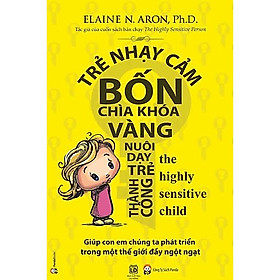 ELAINE N. ARON, Ph.D.
Tác giả của cuốn sách bán chạy The Highly Sensitive Person
TRẺ NHẠY CẢM
BỐN
CHÌA KHÓA
VÀNG
NUÔI
DẠY TRẺ
THÀNH
CÔNG
the
highly
sensitive
child
Giúp con em chúng ta phát triển
trong một thế giới đầy ngột ngạt